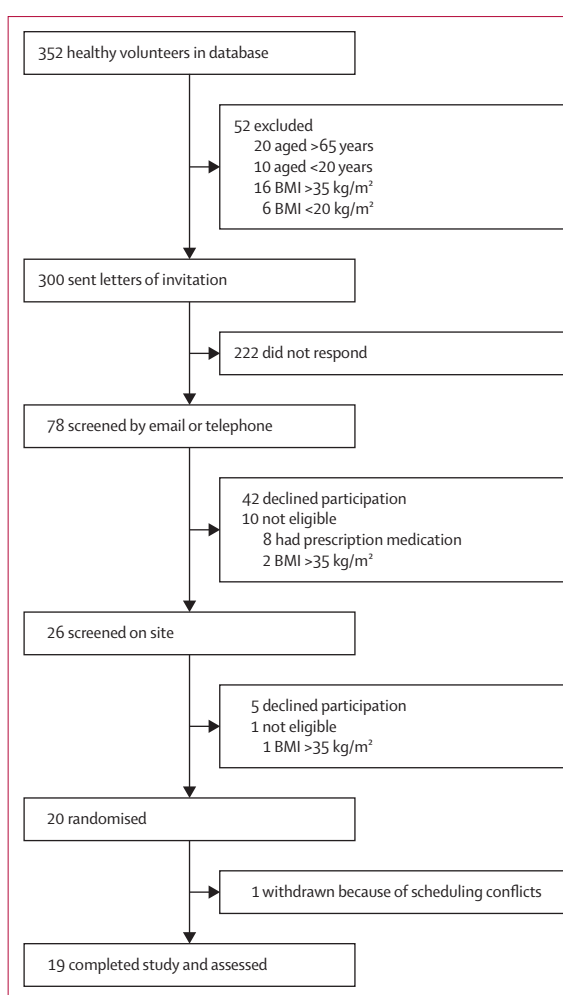 352 healthy volunteers in database
52 excluded
20 aged >65 years
10 aged <20 years
16 BMI >35 kg/m²
6 BMI <20 kg/m²
300 sent letters of invitation
222 did not respond
78 screened by email or telephone
42 declined participation
10 not eligible
8 had prescription medication
2 BMI >35 kg/m²
26 screened on site
5 declined participation
1 not eligible
1 BMI >35 kg/m²
20 randomised
1 withdrawn because of scheduling conflicts
19 completed study and assessed